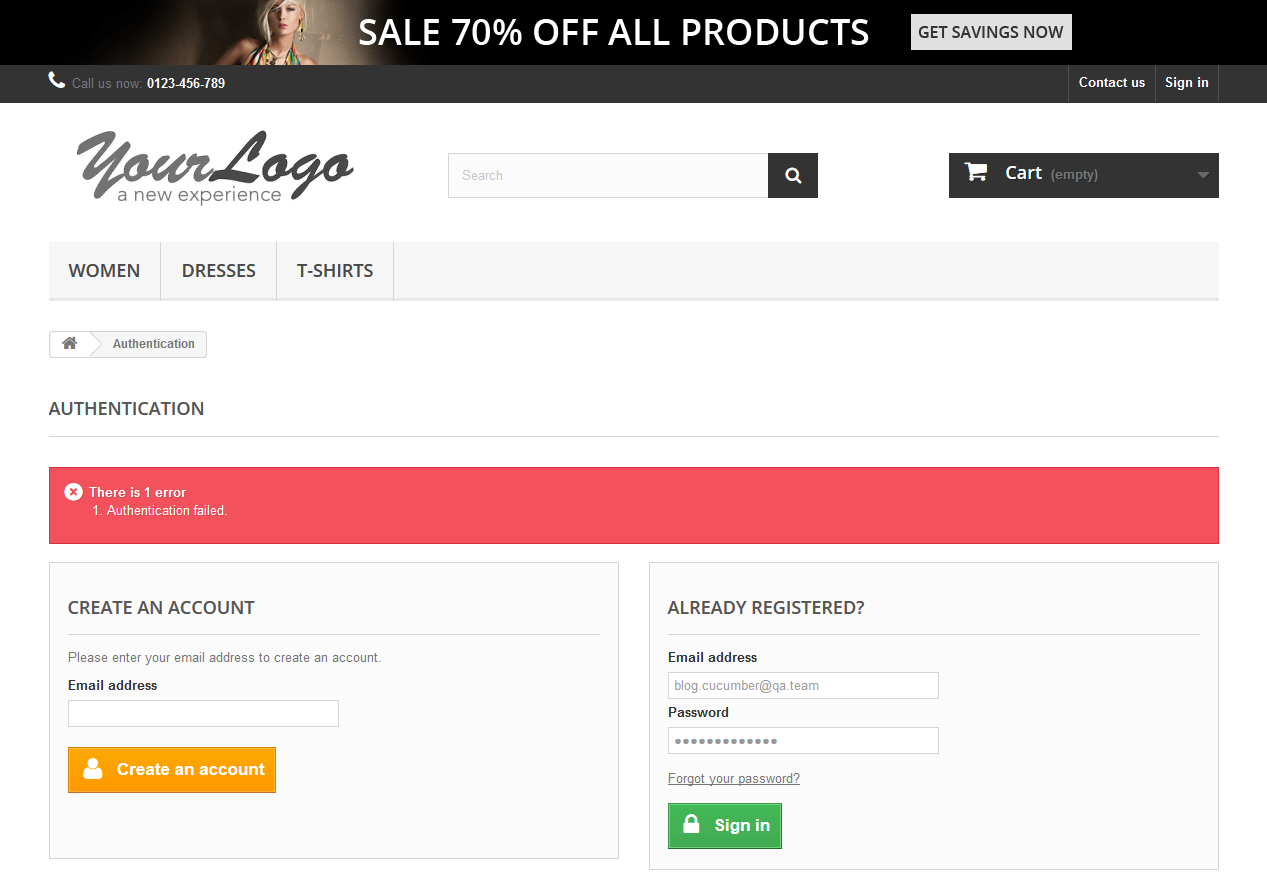 SALE 70% OFF ALL PRODUCTS GET SAVINGS NOW
Call us now: 0123-456-789 Contact us Sign in
YourLogo
a new experience
Search
Cart (empty)
WOMEN DRESSES T-SHIRTS
Authentication
AUTHENTICATION
There is 1 error
1. Authentication failed.
CREATE AN ACCOUNT
Please enter your email address to create an account.
Email address
Create an account
ALREADY REGISTERED?
Email address
blog.cucumber@qa.team
Password
•••••••••••••
Forgot your password?
Sign in